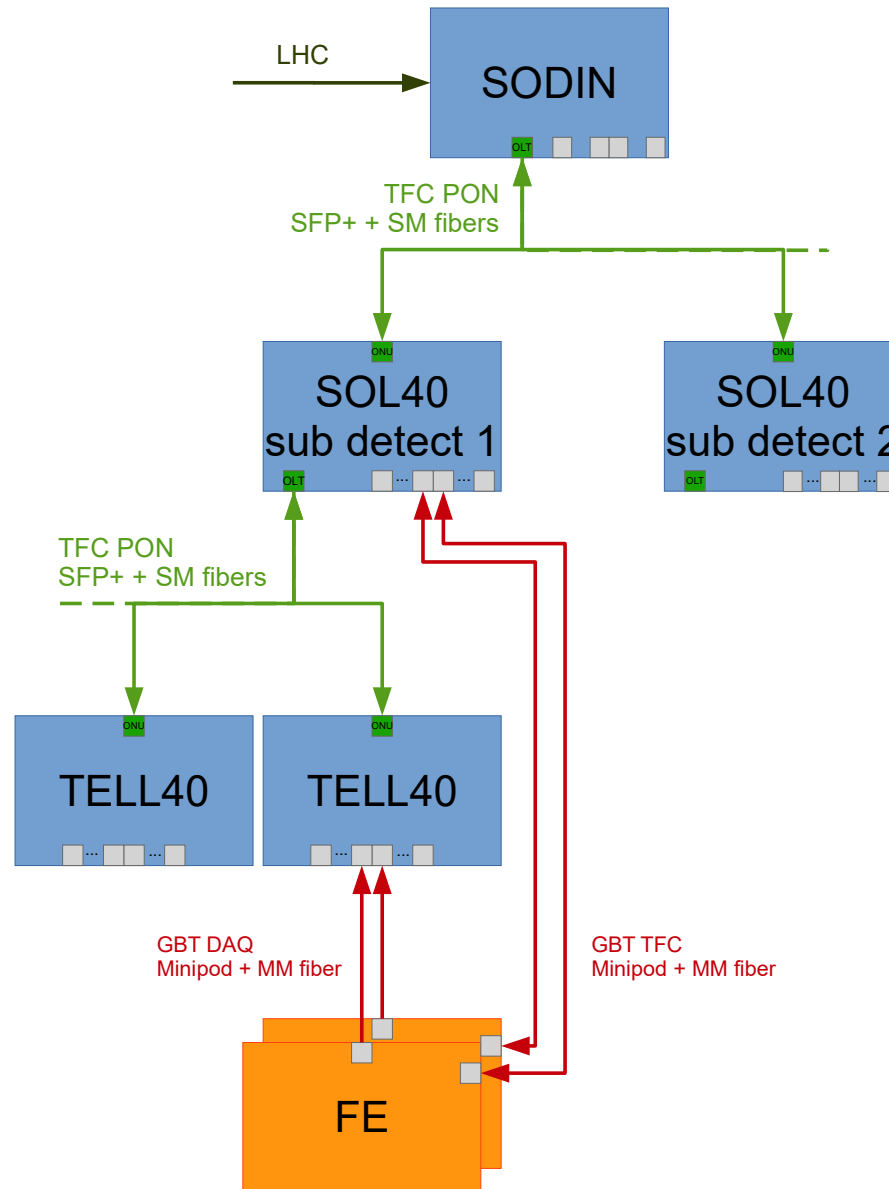 LHC
SODIN
OLT
TFC PON
SFP+ + SM fibers
ONU
SOL40
sub detect 1
OLT
...
...
ONU
SOL40
sub detect 2
OLT
...
...
TFC PON
SFP+ + SM fibers
ONU
TELL40
...
...
ONU
TELL40
...
...
GBT DAQ
Minipod + MM fiber
GBT TFC
Minipod + MM fiber
FE